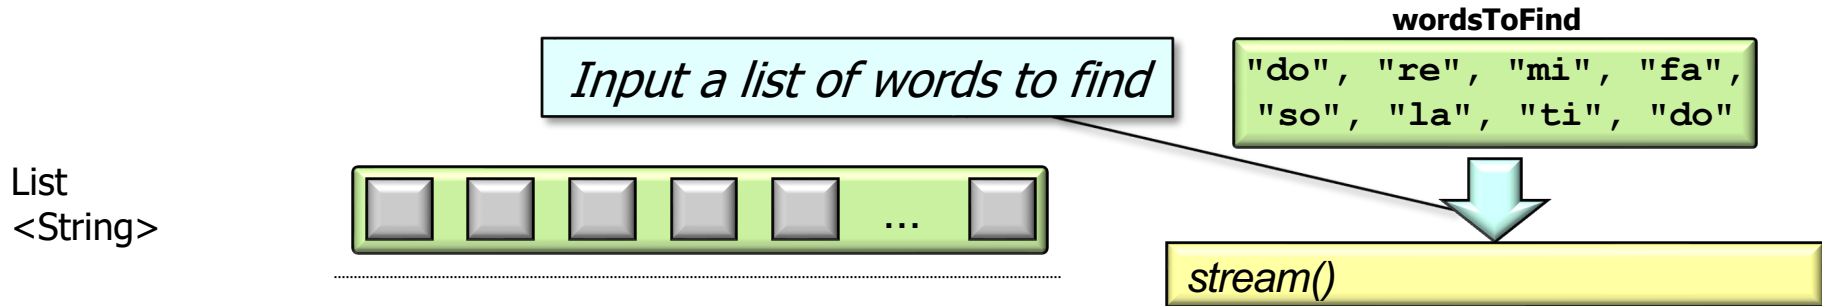 wordsToFind
Input a list of words to find
"do", "re", "mi", "fa",
"so", "la", "ti", "do"
List
<String>
...
stream()